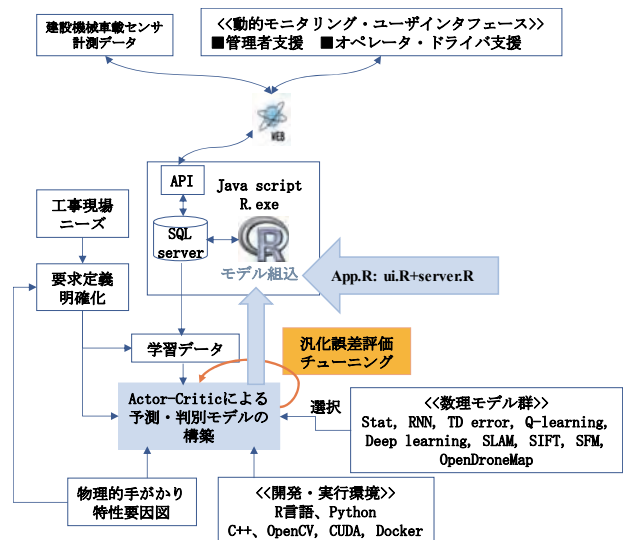 建設機械車載センサ
計測データ
<<動的モニタリング・ユーザインタフェース>>
■管理者支援　■オペレータ・ドライバ支援
WEB
API
Java script
R.exe
SQL
server
R
モデル組込
App.R: ui.R+server.R
工事現場
ニーズ
要求定義
明確化
学習データ
汎化誤差評価
チューニング
Actor-Criticによる
予測・判別モデルの
構築
選択
<<数理モデル群>>
Stat, RNN, TD error, Q-learning,
Deep learning, SLAM, SIFT, SFM,
OpenDroneMap
物理的手がかり
特性要因図
<<開発・実行環境>>
R言語、Python
C++、OpenCV, CUDA, Docker